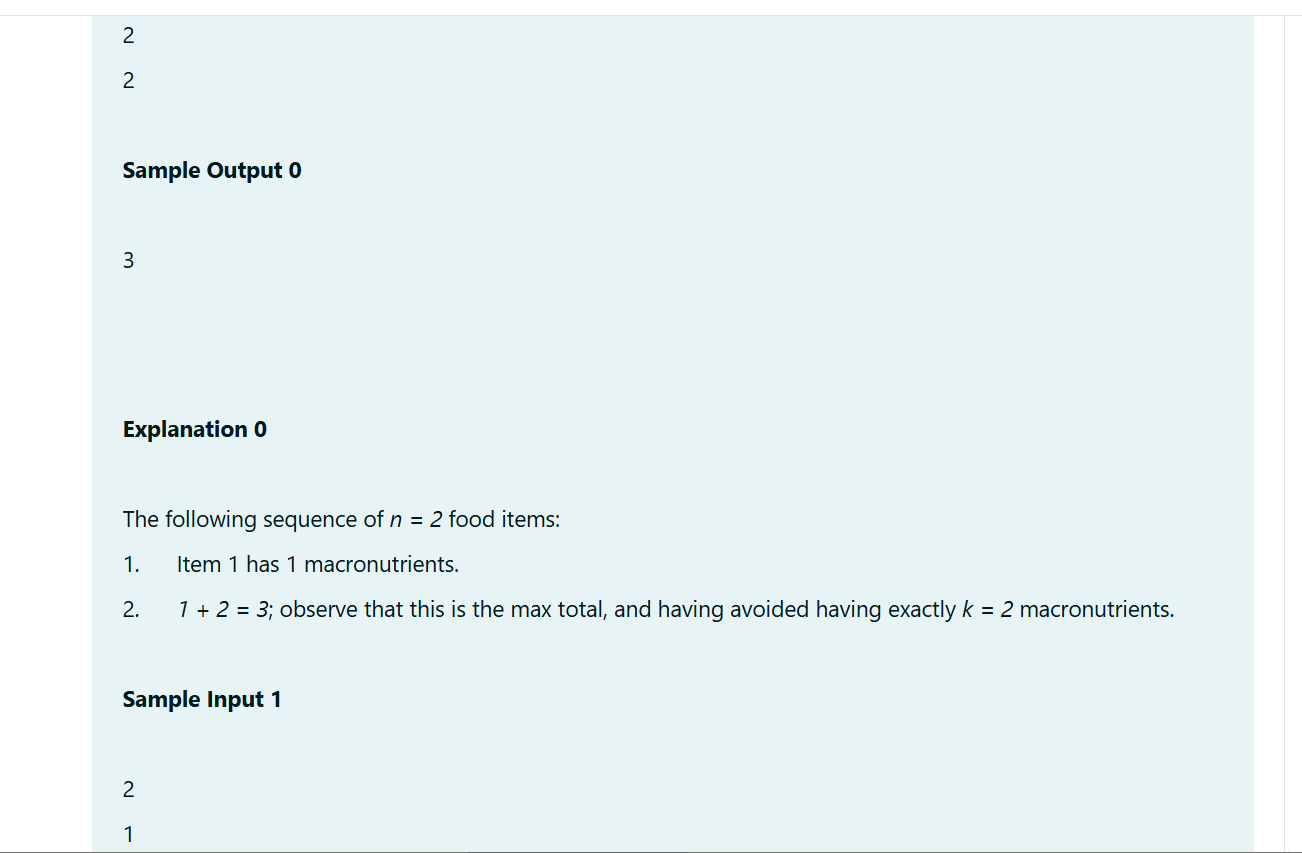 2
2
Sample Output 0
3
Explanation 0
The following sequence of n = 2 food items:
1. Item 1 has 1 macronutrients.
2. 1 + 2 = 3; observe that this is the max total, and having avoided having exactly k = 2 macronutrients.
Sample Input 1
2
1